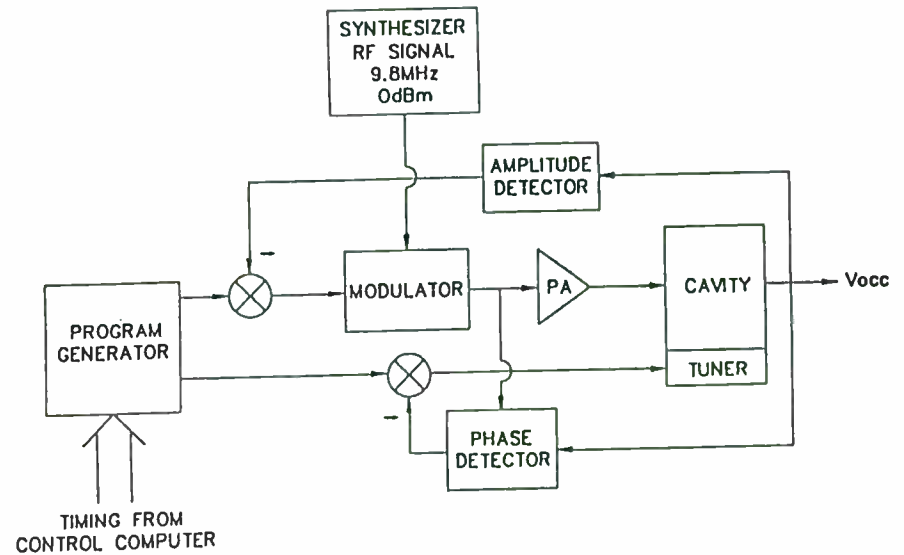 SYNTHESIZER
RF SIGNAL
9.8MHz
0dBm
AMPLITUDE
DETECTOR
MODULATOR
PA
CAVITY
Vocc
PROGRAM
GENERATOR
TUNER
PHASE
DETECTOR
TIMING FROM
CONTROL COMPUTER